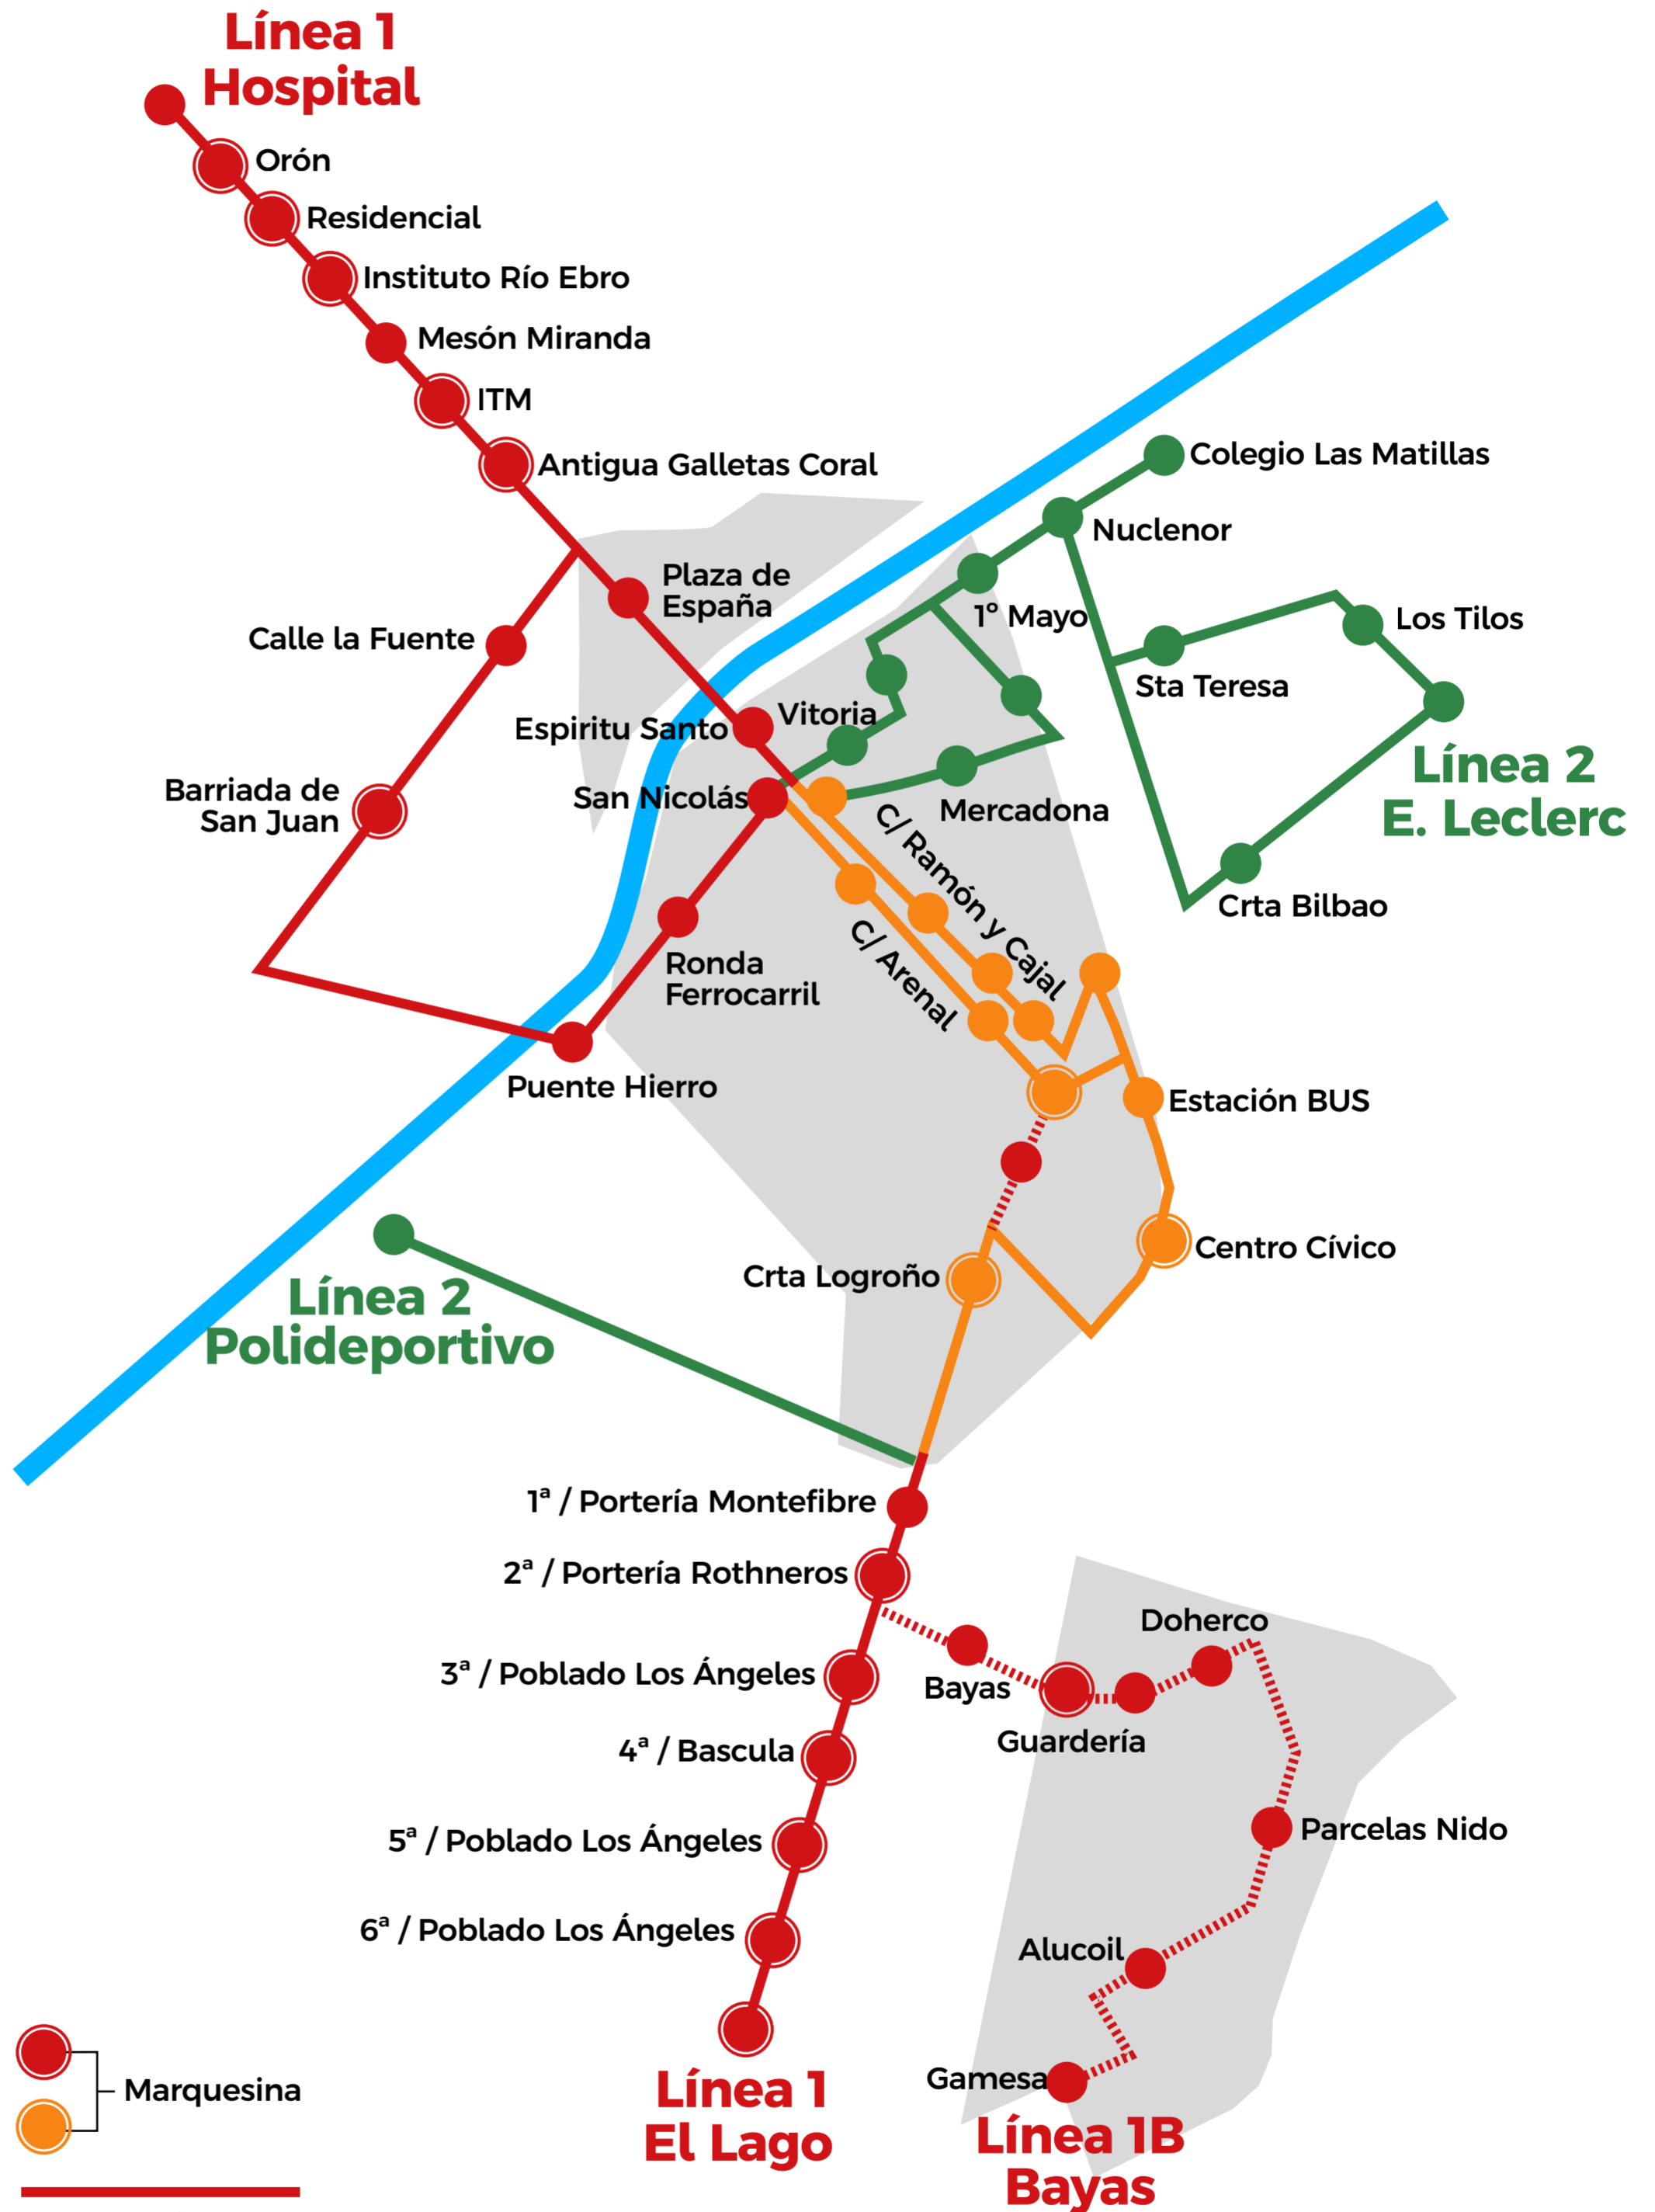 Línea 1
Hospital
Orón
Residencial
Instituto Río Ebro
Mesón Miranda
ITM
Antigua Galletas Coral
Colegio Las Matillas
Nuclenor
Plaza de
España
1º Mayo
Los Tilos
Calle la Fuente
Sta Teresa
Vitoria
Espiritu Santo
Línea 2
E. Leclerc
Barriada de
San Juan
San Nicolás
Mercadona
C/ Ramón y Cajal
Crta Bilbao
C/ Arenal
Ronda
Ferrocarril
Puente Hierro
Estación BUS
Centro Cívico
Crta Logroño
Línea 2
Polideportivo
1ª / Portería Montefibre
2ª / Portería Rothneros
Doherco
3ª / Poblado Los Ángeles
Bayas
Guardería
4ª / Bascula
Parcelas Nido
5ª / Poblado Los Ángeles
6ª / Poblado Los Ángeles
Alucoil
Gamesa
Marquesina
Línea 1
El Lago
Línea 1B
Bayas